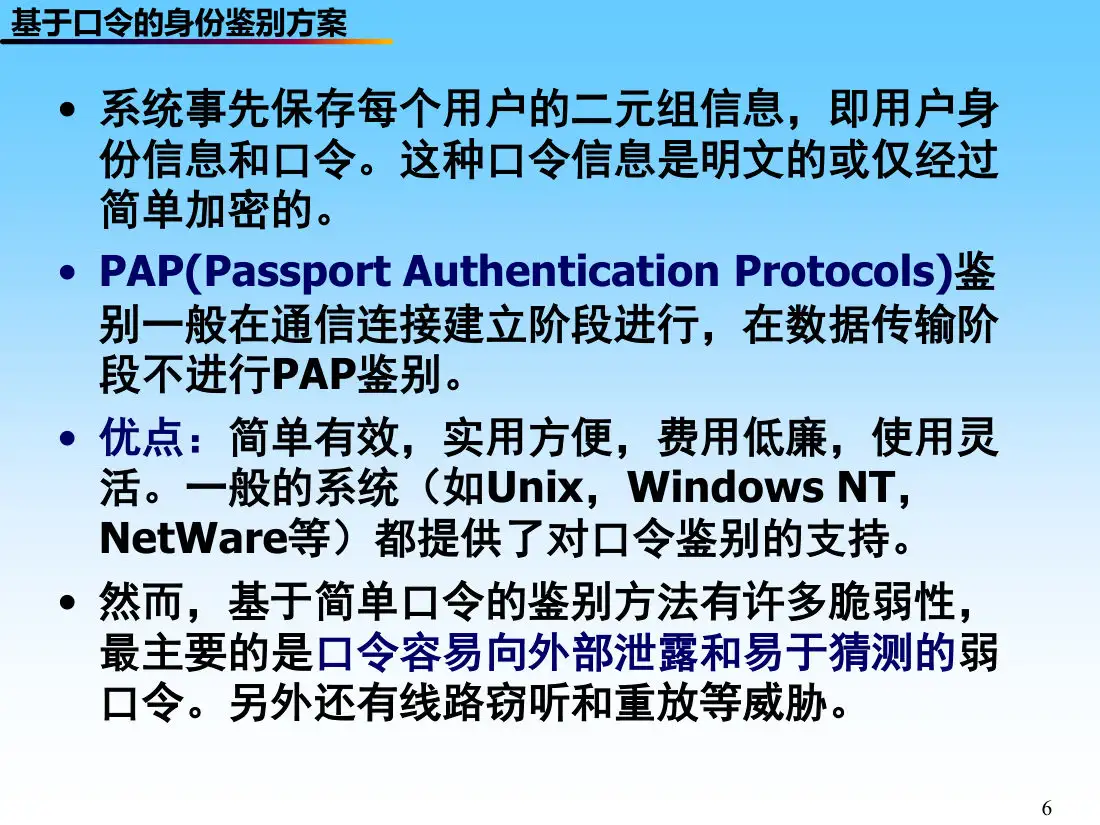 基于口令的身份鉴别方案
• 系统事先保存每个用户的二元组信息，即用户身
份信息和口令。这种口令信息是明文的或仅经过
简单加密的。
• PAP(Passport Authentication Protocols)鉴
别一般在通信连接建立阶段进行，在数据传输阶
段不进行PAP鉴别。
• 优点：简单有效，实用方便，费用低廉，使用灵
活。一般的系统（如Unix，Windows NT，
NetWare等）都提供了对口令鉴别的支持。
• 然而，基于简单口令的鉴别方法有许多脆弱性，
最主要的是口令容易向外部泄露和易于猜测的弱
口令。另外还有线路窃听和重放等威胁。
6